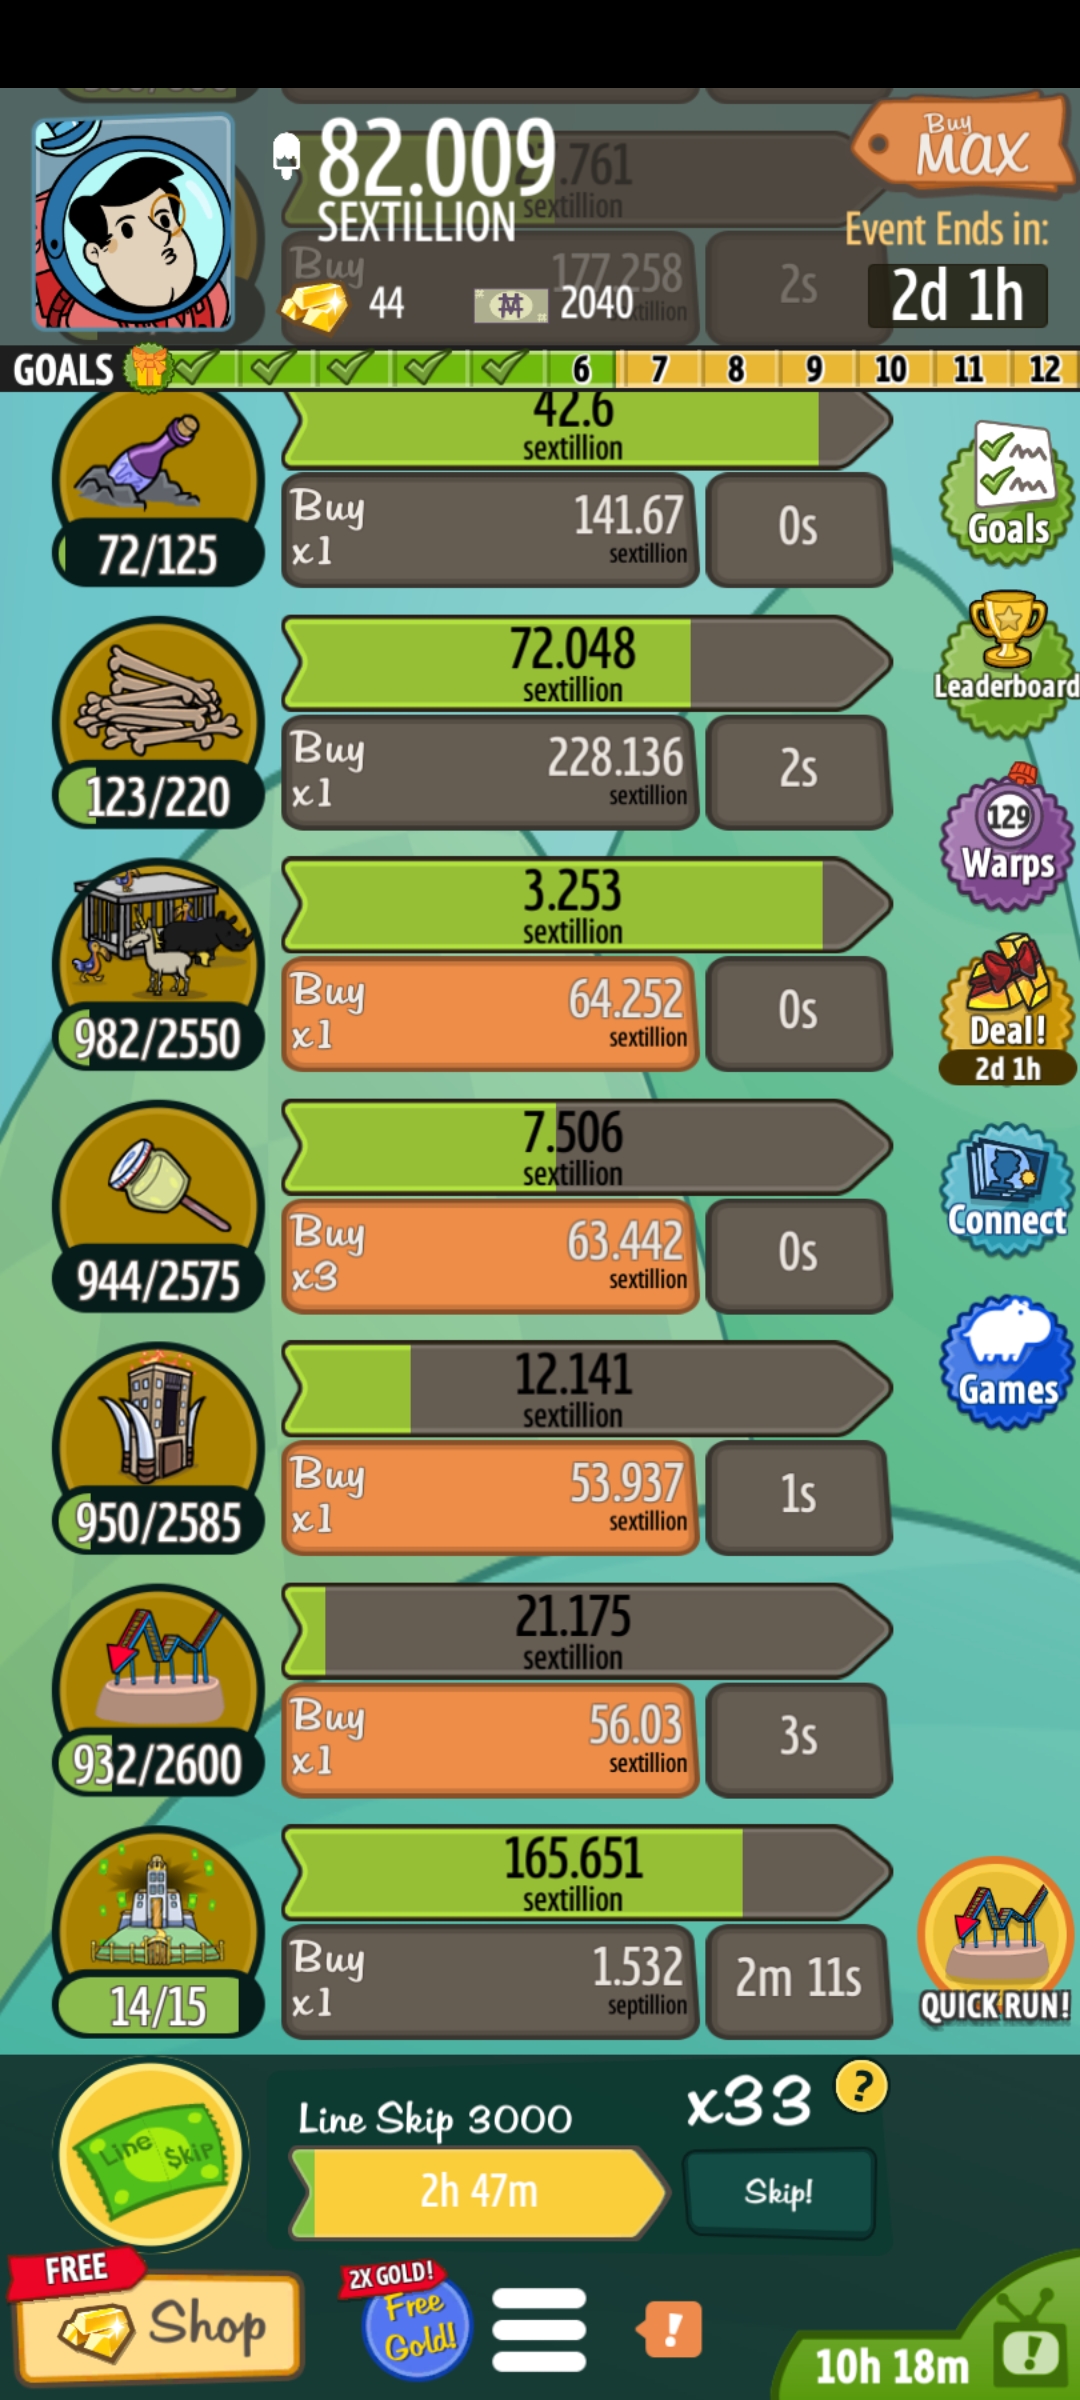 82.009
SEXTILLION
Buy
MAX
Event Ends in:
2d 1h
sextillion
Buy
177.258
2s
44
2040
GOALS
6
7
8
9
10
11
12
42.6
sextillion
72/125
Buy
x1
141.67
sextillion
0s
Goals
72.048
sextillion
123/220
Buy
x1
228.136
sextillion
2s
Leaderboard
3.253
sextillion
982/2550
Buy
x1
64.252
sextillion
0s
129
Warps
Deal!
2d 1h
7.506
sextillion
944/2575
Buy
x3
63.442
sextillion
0s
Connect
12.141
sextillion
950/2585
Buy
x1
53.937
sextillion
1s
Games
21.175
sextillion
932/2600
Buy
x1
56.03
sextillion
3s
165.651
sextillion
14/15
Buy
x1
1.532
septillion
2m 11s
QUICK RUN!
Line $kip
Line Skip 3000
2h 47m
x33
?
Skip!
FREE
Shop
2X GOLD!
Free
Gold!
!
10h 18m
!